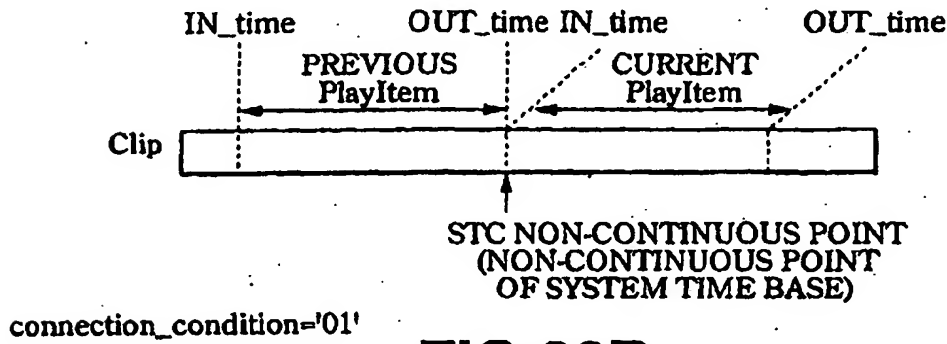 IN_time OUT_time IN_time OUT_time
PREVIOUS CURRENT
PlayItem PlayItem
Clip
STC NON-CONTINUOUS POINT
(NON-CONTINUOUS POINT
OF SYSTEM TIME BASE)
connection_condition='01'